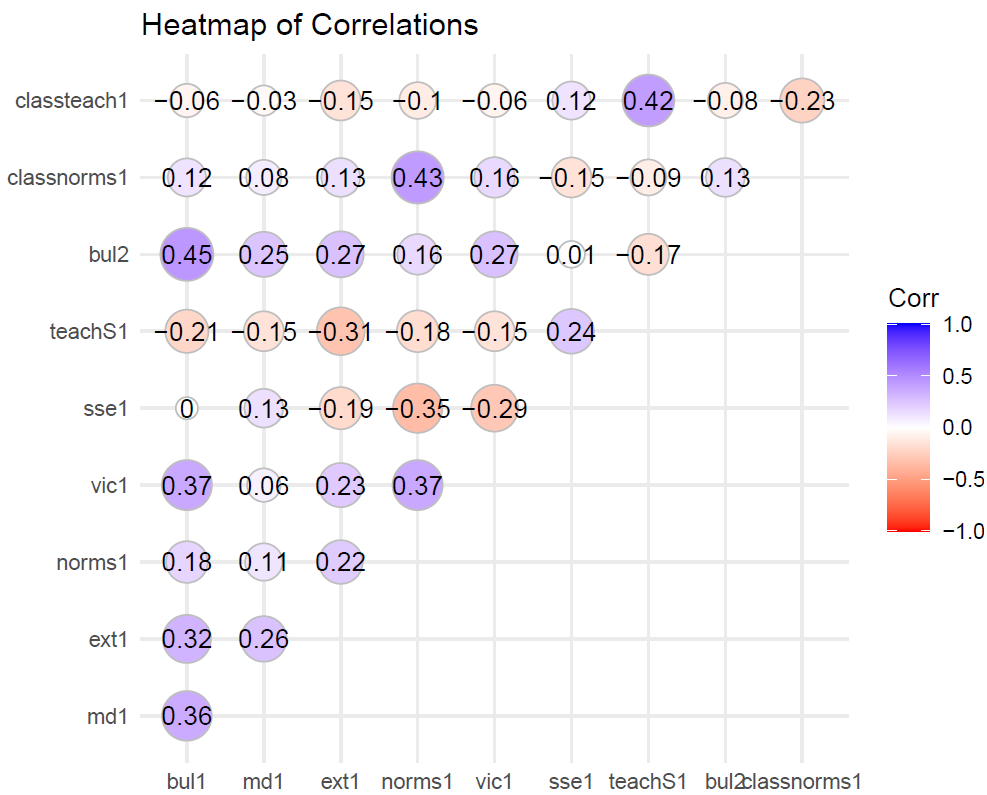 Heatmap of Correlations
classteach1 −0.06 −0.03 −0.15 −0.1 −0.06 0.12 0.42 −0.08 −0.23
classnorms1 0.12 0.08 0.13 0.43 0.16 −0.15 −0.09 0.13
bul2 0.45 0.25 0.27 0.16 0.27 0.01 −0.17
teachS1 −0.21 −0.15 −0.31 −0.18 −0.15 0.24
sse1 0 0.13 −0.19 −0.35 −0.29
vic1 0.37 0.06 0.23 0.37
norms1 0.18 0.11 0.22
ext1 0.32 0.26
md1 0.36
bul1 md1 ext1 norms1 vic1 sse1 teachS1 bul2 classnorms1
Corr
1.0
0.5
0.0
−0.5
−1.0